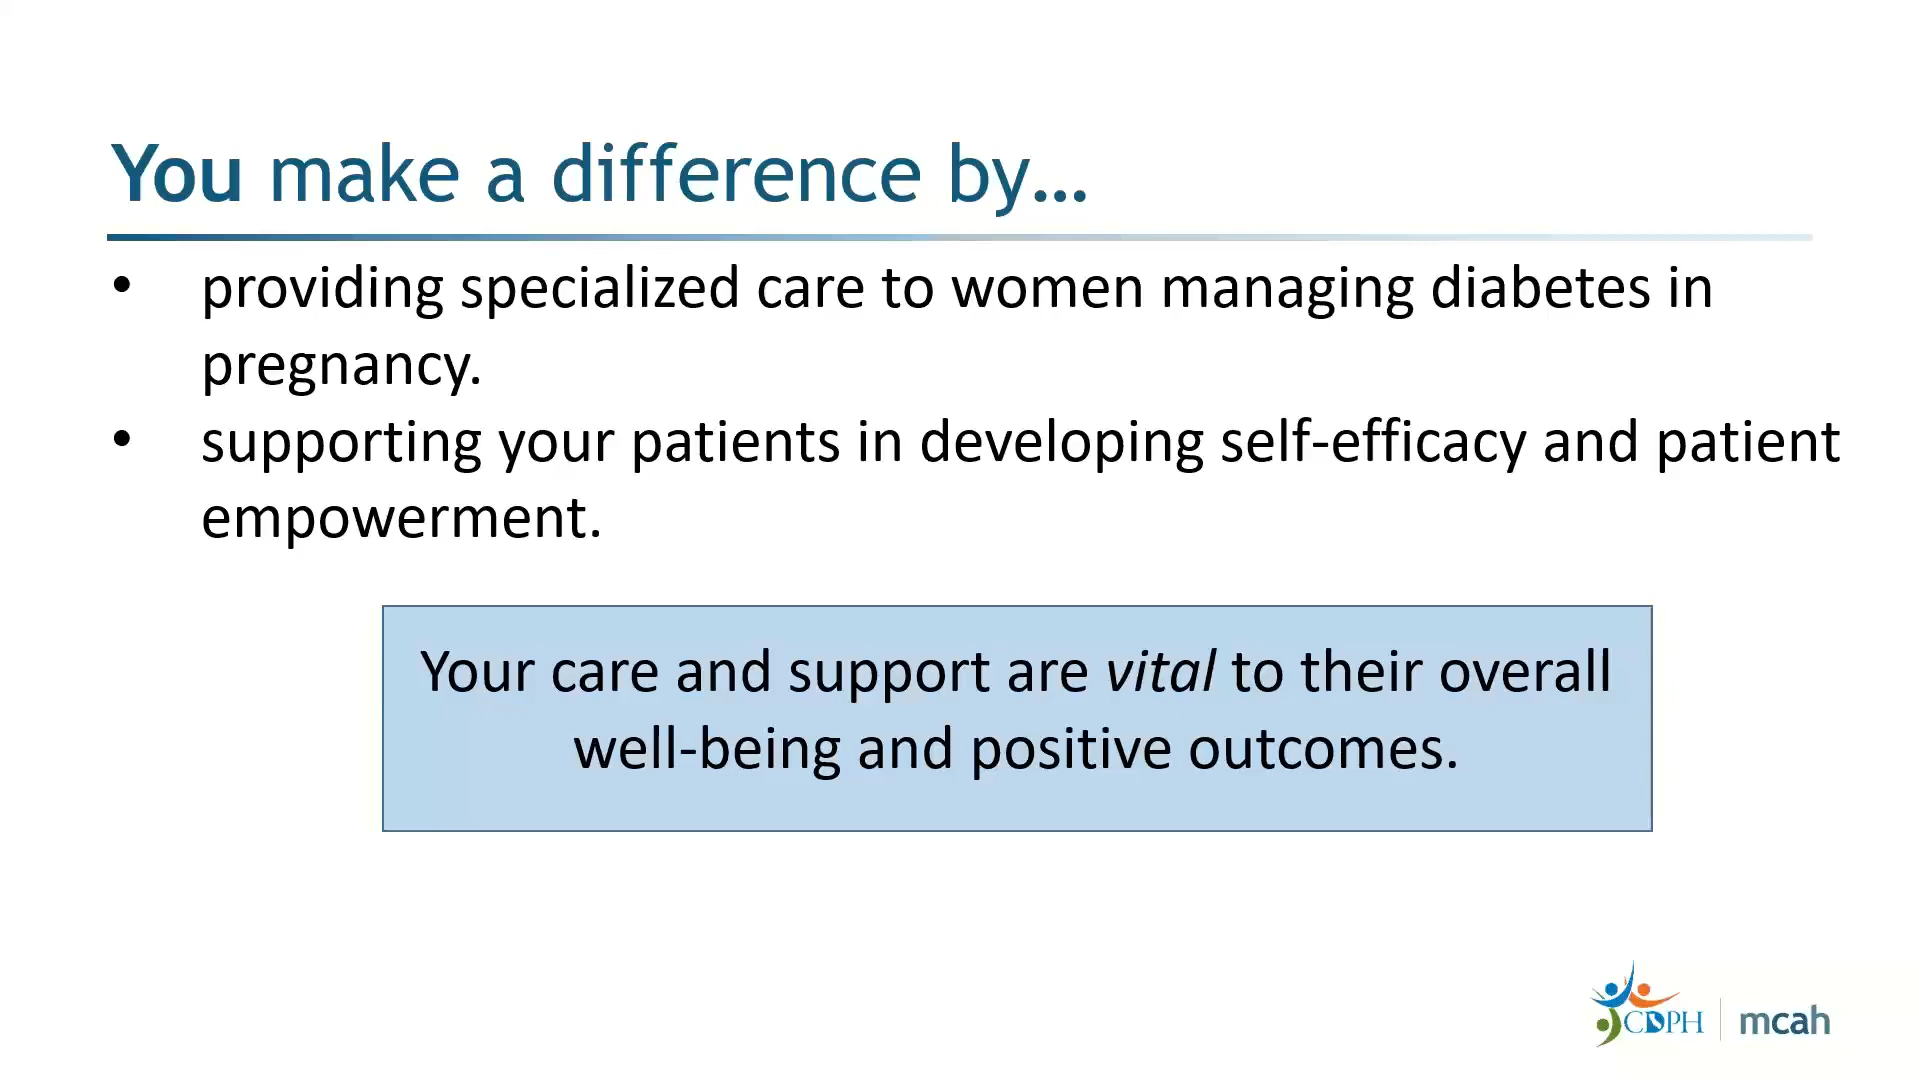 You make a difference by…
• providing specialized care to women managing diabetes in
pregnancy.
• supporting your patients in developing self-efficacy and patient
empowerment.
Your care and support are vital to their overall
well-being and positive outcomes.
CDPH | mcah